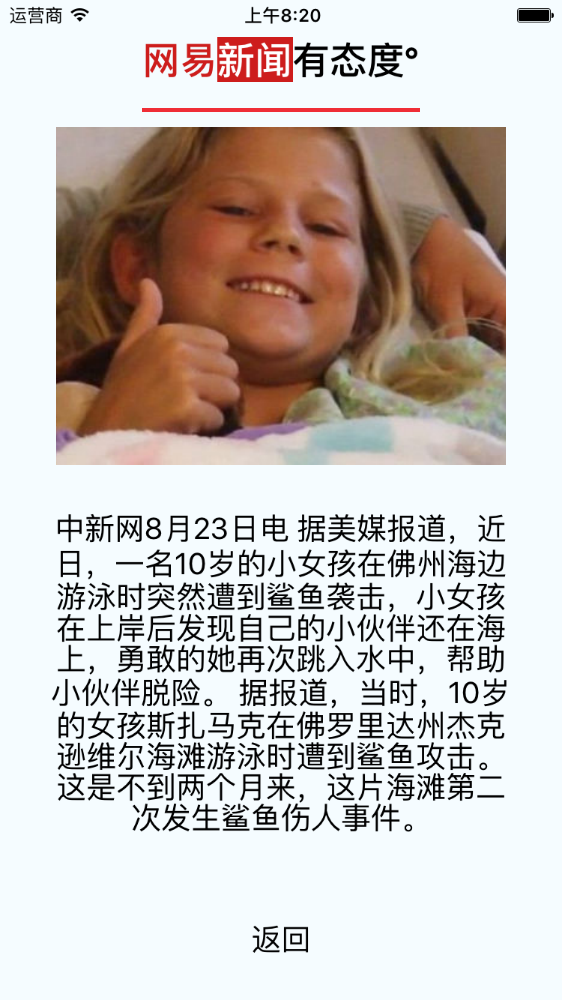 运营商 上午8:20
网易新闻有态度°
中新网8月23日电 据美媒报道，近
日，一名10岁的小女孩在佛州海边
游泳时突然遭到鲨鱼袭击，小女孩
在上岸后发现自己的小伙伴还在海
上，勇敢的她再次跳入水中，帮助
小伙伴脱险。 据报道，当时，10岁
的女孩斯扎马克在佛罗里达州杰克
逊维尔海滩游泳时遭到鲨鱼攻击。
这是不到两个月来，这片海滩第二
次发生鲨鱼伤人事件。
返回